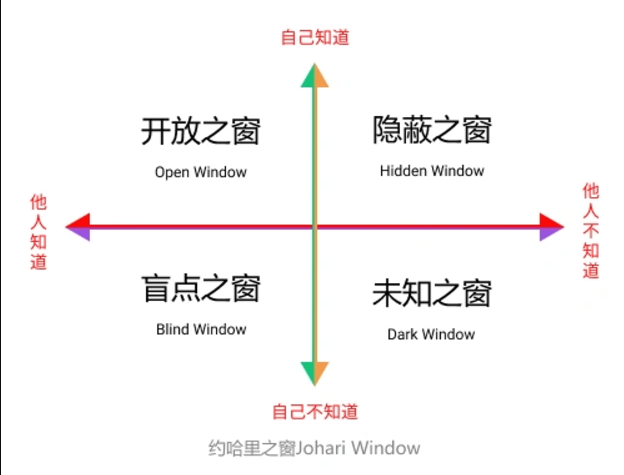 自己知道
开放之窗
Open Window
隐蔽之窗
Hidden Window
他人知道
他人不知道
盲点之窗
Blind Window
未知之窗
Dark Window
自己不知道
约哈里之窗Johari Window